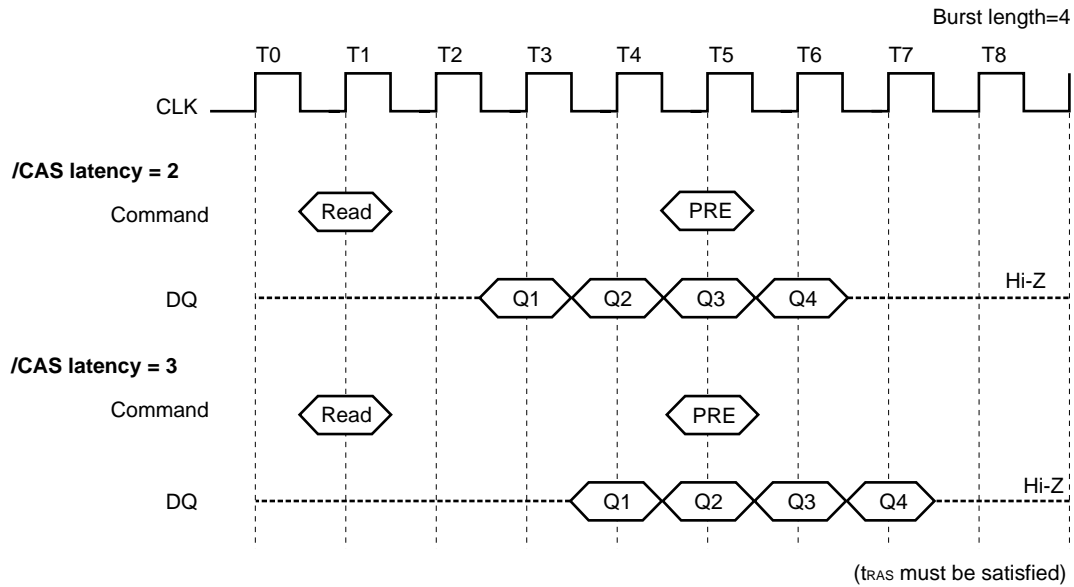 Burst length=4
T0 T1 T2 T3 T4 T5 T6 T7 T8
CLK
/CAS latency = 2
Command Read PRE
Hi-Z
DQ Q1 Q2 Q3 Q4
/CAS latency = 3
Command Read PRE
Hi-Z
DQ Q1 Q2 Q3 Q4
(tRAS must be satisfied)